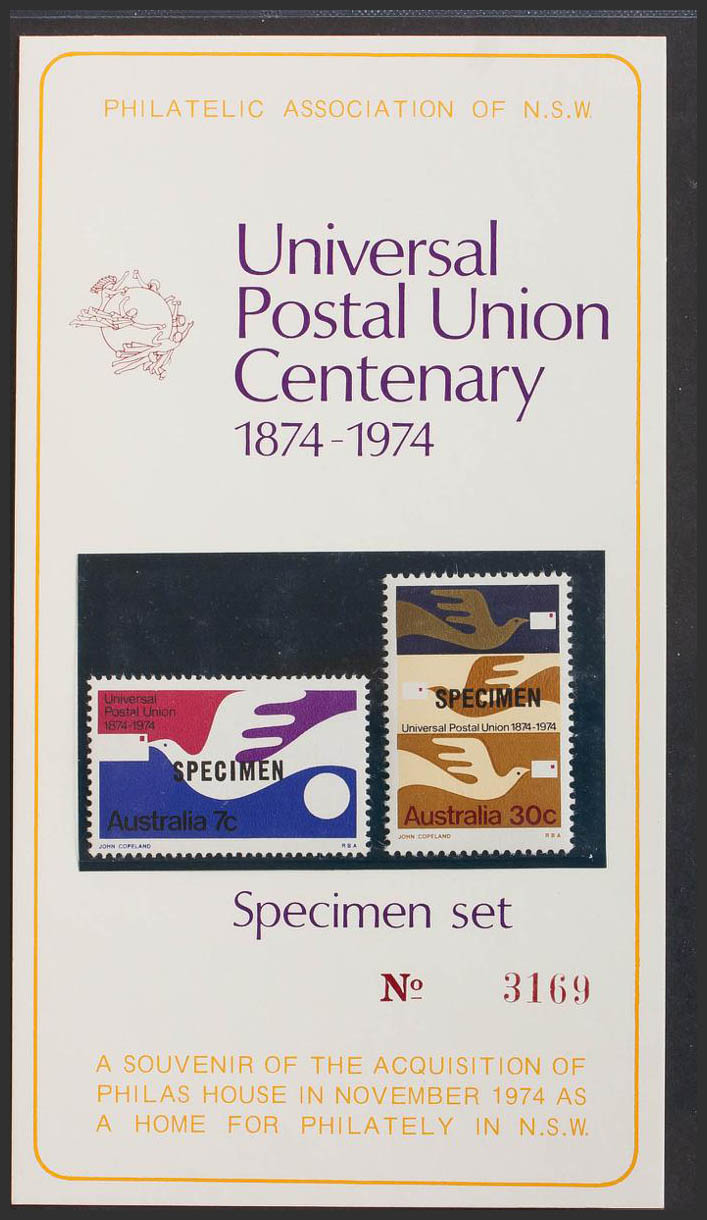 PHILATELIC ASSOCIATION OF N.S.W.
Universal
Postal Union
Centenary
1874-1974
Universal
Postal Union
1874-1974
SPECIMEN
Australia 7c
JOHN COPELAND RBA
SPECIMEN
Universal Postal Union 1874-1974
Australia 30c
JOHN COPELAND RBA
Specimen set
Nº 3169
A SOUVENIR OF THE ACQUISITION OF
PHILAS HOUSE IN NOVEMBER 1974 AS
A HOME FOR PHILATELY IN N.S.W.